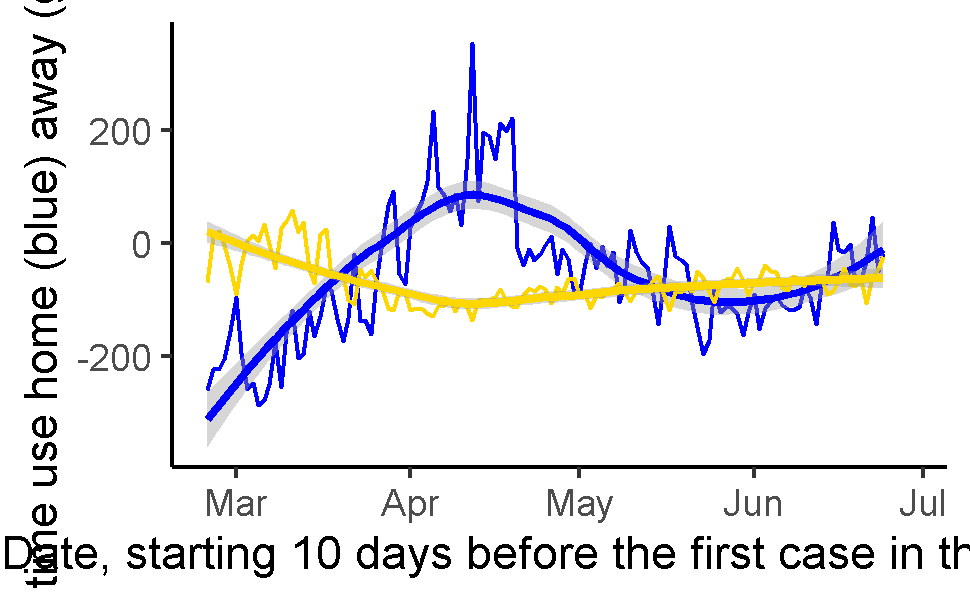 time use home (blue) away (
200
0
-200
Mar Apr May Jun Jul
Date, starting 10 days before the first case in th